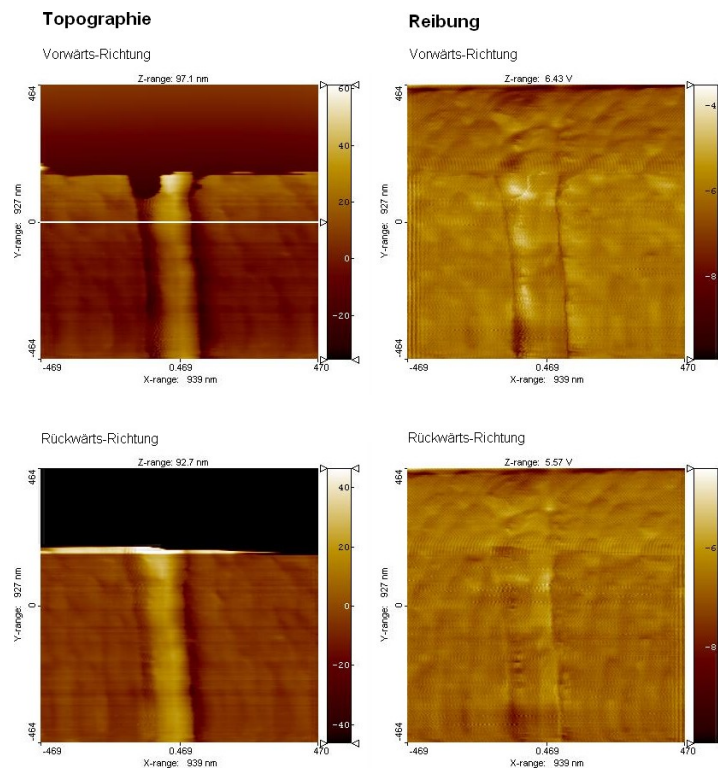 Topographie
Reibung
Vorwärts-Richtung
Vorwärts-Richtung
Z-range: 97.1 nm
Z-range: 6.43 V
464
Y-range: 927 nm
0
-464
60
40
20
0
-20
464
Y-range: 927 nm
0
-464
-4
-6
-8
-469
0.469
470
X-range: 939 nm
-469
0.469
470
X-range: 939 nm
Rückwärts-Richtung
Rückwärts-Richtung
Z-range: 92.7 nm
Z-range: 5.57 V
464
Y-range: 927 nm
0
-464
40
20
0
-20
-40
464
Y-range: 927 nm
0
-464
-6
-8
-469
0.469
470
X-range: 939 nm
-469
0.469
470
X-range: 939 nm